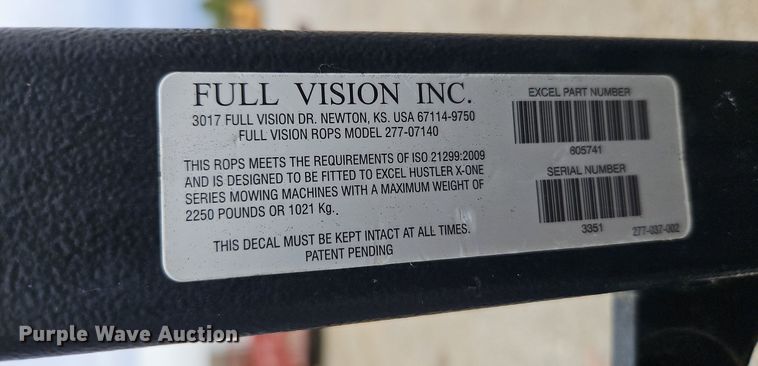 FULL VISION INC.
3017 FULL VISION DR. NEWTON, KS. USA 67114-9750
FULL VISION ROPS MODEL 277-07140
THIS ROPS MEETS THE REQUIREMENTS OF ISO 21299:2009
AND IS DESIGNED TO BE FITTED TO EXCEL HUSTLER X-ONE
SERIES MOWING MACHINES WITH A MAXIMUM WEIGHT OF
2250 POUNDS OR 1021 Kg..
THIS DECAL MUST BE KEPT INTACT AT ALL TIMES.
PATENT PENDING
EXCEL PART NUMBER
605741
SERIAL NUMBER
3351
277-037-002
Purple Wave Auction